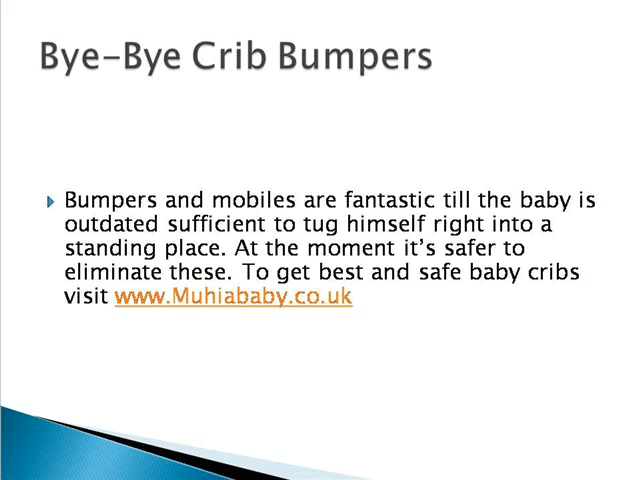 Bye-Bye Crib Bumpers
Bumpers and mobiles are fantastic till the baby is
outdated sufficient to tug himself right into a
standing place. At the moment it's safer to
eliminate these. To get best and safe baby cribs
visit www.Muhiababy.co.uk